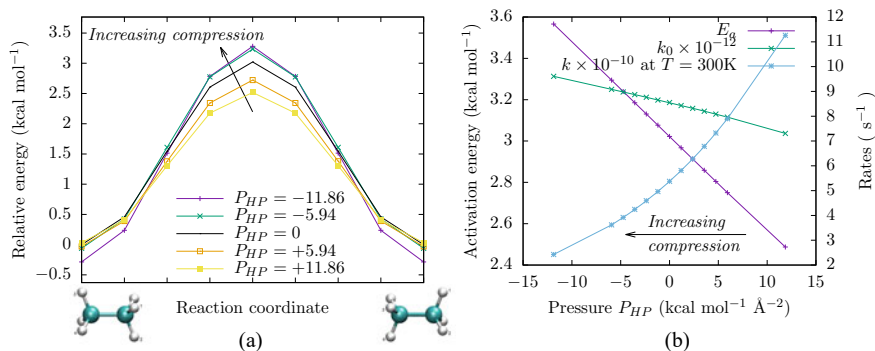 3.5
3
2.5
2
1.5
1
0.5
0
−0.5
Relative energy (kcal mol⁻¹)
Increasing compression
P_HP = −11.86
P_HP = −5.94
P_HP = 0
P_HP = +5.94
P_HP = +11.86
Reaction coordinate
(a)
3.6
3.4
3.2
3
2.8
2.6
2.4
Activation energy (kcal mol⁻¹)
E_a
k₀ × 10⁻¹²
k × 10⁻¹⁰ at T = 300K
Increasing
compression
12
11
10
9
8
7
6
5
4
3
2
Rates ( s⁻¹)
−15 −10 −5 0 5 10 15
Pressure P_HP (kcal mol⁻¹ Å⁻²)
(b)